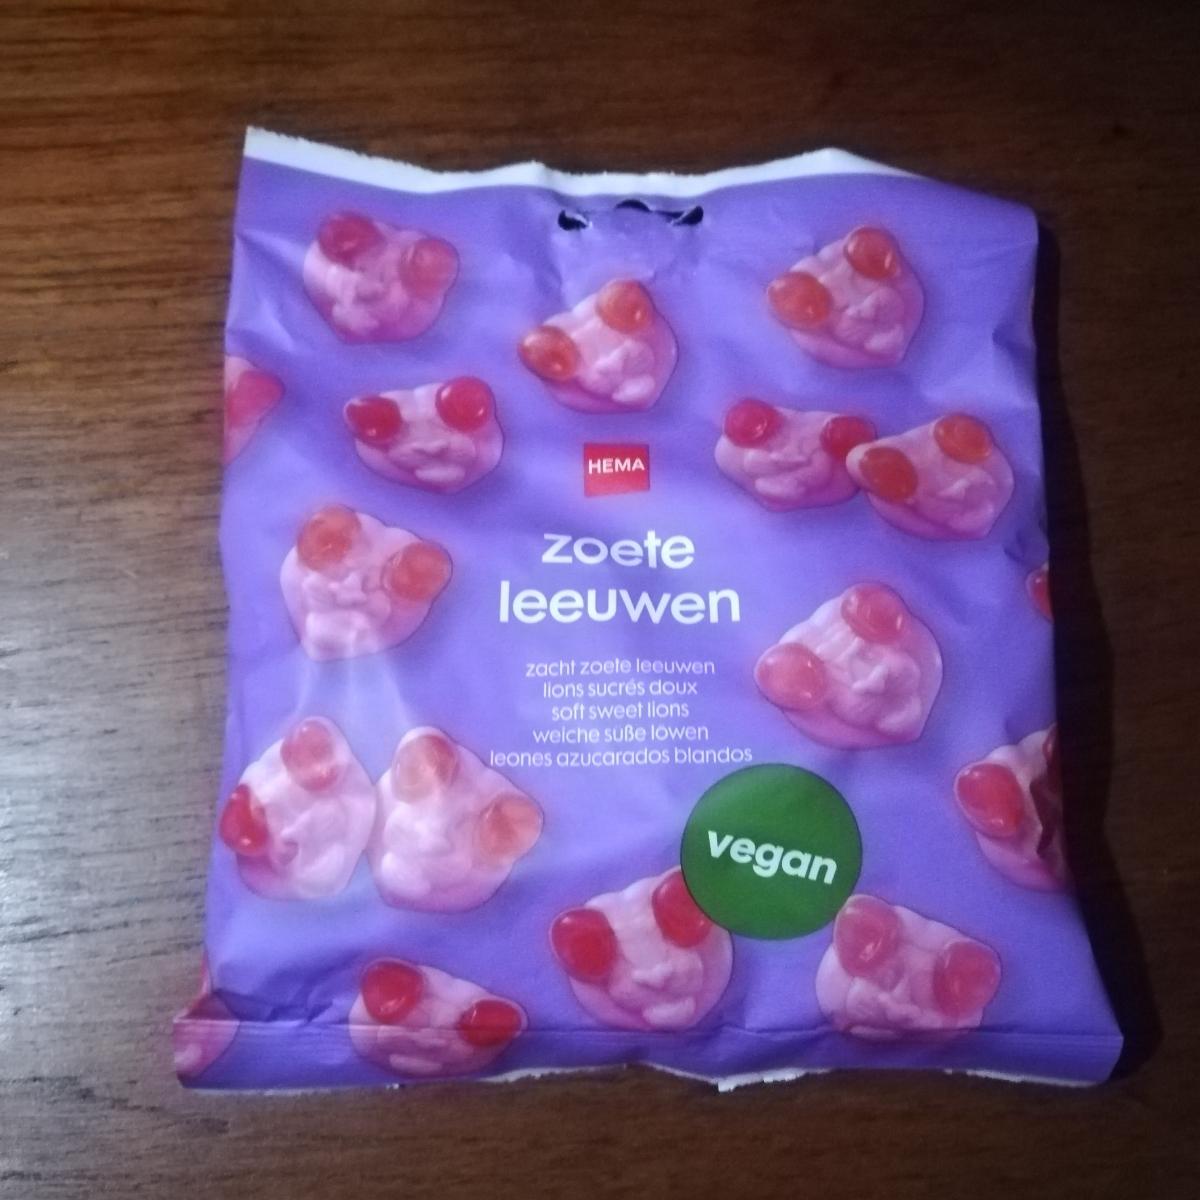 HEMA
zoete
leeuwen
zacht zoete leeuwen
lions sucrés doux
soft sweet lions
weiche süße löwen
leones azucarados blandos
vegan